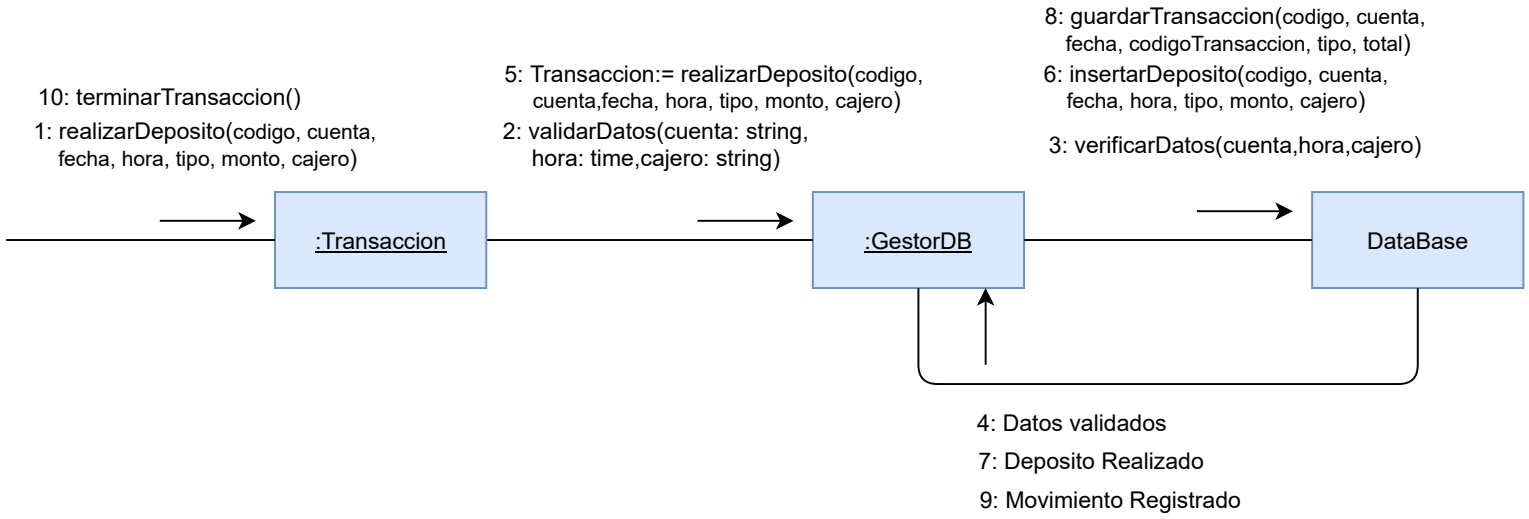 8: guardarTransaccion(codigo, cuenta,
fecha, codigoTransaccion, tipo, total)
5: Transaccion:= realizarDeposito(codigo,
cuenta,fecha, hora, tipo, monto, cajero)
6: insertarDeposito(codigo, cuenta,
fecha, hora, tipo, monto, cajero)
10: terminarTransaccion()
1: realizarDeposito(codigo, cuenta,
fecha, hora, tipo, monto, cajero)
2: validarDatos(cuenta: string,
hora: time,cajero: string)
3: verificarDatos(cuenta,hora,cajero)
:Transaccion
:GestorDB
DataBase
4: Datos validados
7: Deposito Realizado
9: Movimiento Registrado